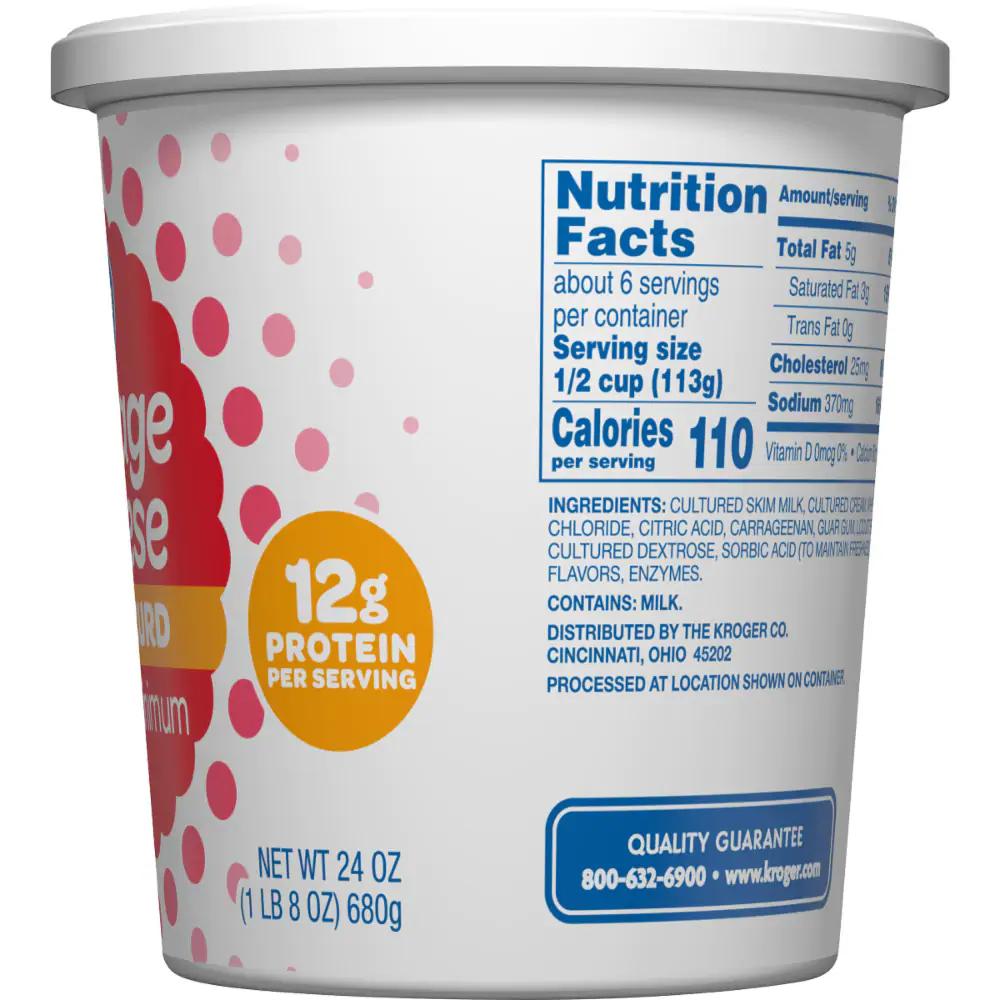 age
ese
URD
nimum
12g
PROTEIN
PER SERVING
NET WT 24 OZ
(1 LB 8 OZ) 680g
Nutrition
Facts
about 6 servings
per container
Serving size
1/2 cup (113g)
Calories
per serving
110
Amount/serving
Total Fat 5g
Saturated Fat 3g
Trans Fat 0g
Cholesterol 25mg
Sodium 370mg
Vitamin D 0mcg 0% •
INGREDIENTS: CULTURED SKIM MILK, CULTURED CREAM,
CHLORIDE, CITRIC ACID, CARRAGEENAN, GUAR GUM,
CULTURED DEXTROSE, SORBIC ACID (TO MAINTAIN
FLAVORS, ENZYMES.
CONTAINS: MILK.
DISTRIBUTED BY THE KROGER CO.
CINCINNATI, OHIO 45202
PROCESSED AT LOCATION SHOWN ON CONTAINER.
QUALITY GUARANTEE
800-632-6900 • www.kroger.com